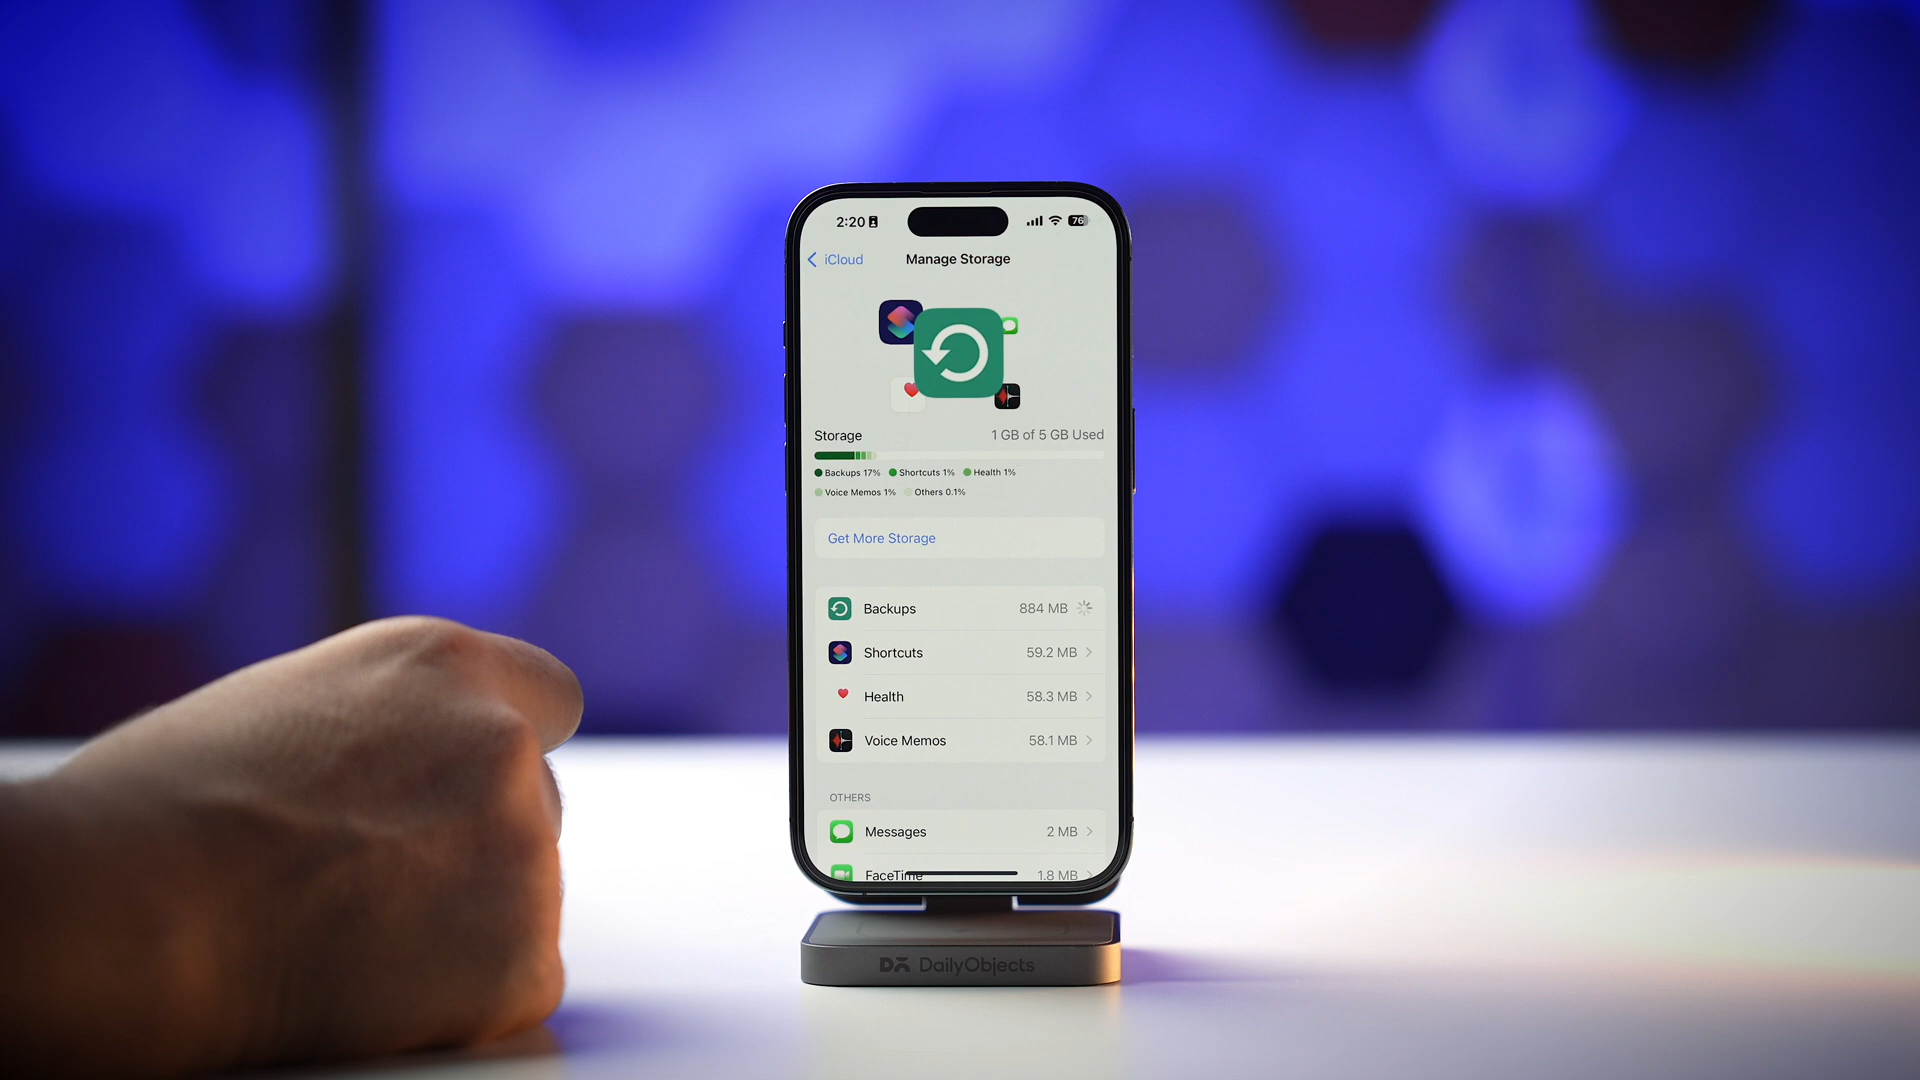 2:20 76
iCloud Manage Storage
Storage 1 GB of 5 GB Used
Backups 17% Shortcuts 1% Health 1%
Voice Memos 1% Others 0.1%
Get More Storage
Backups 884 MB
Shortcuts 59.2 MB
Health 58.3 MB
Voice Memos 58.1 MB
OTHERS
Messages 2 MB
FaceTime 1.8 MB
DailyObjects